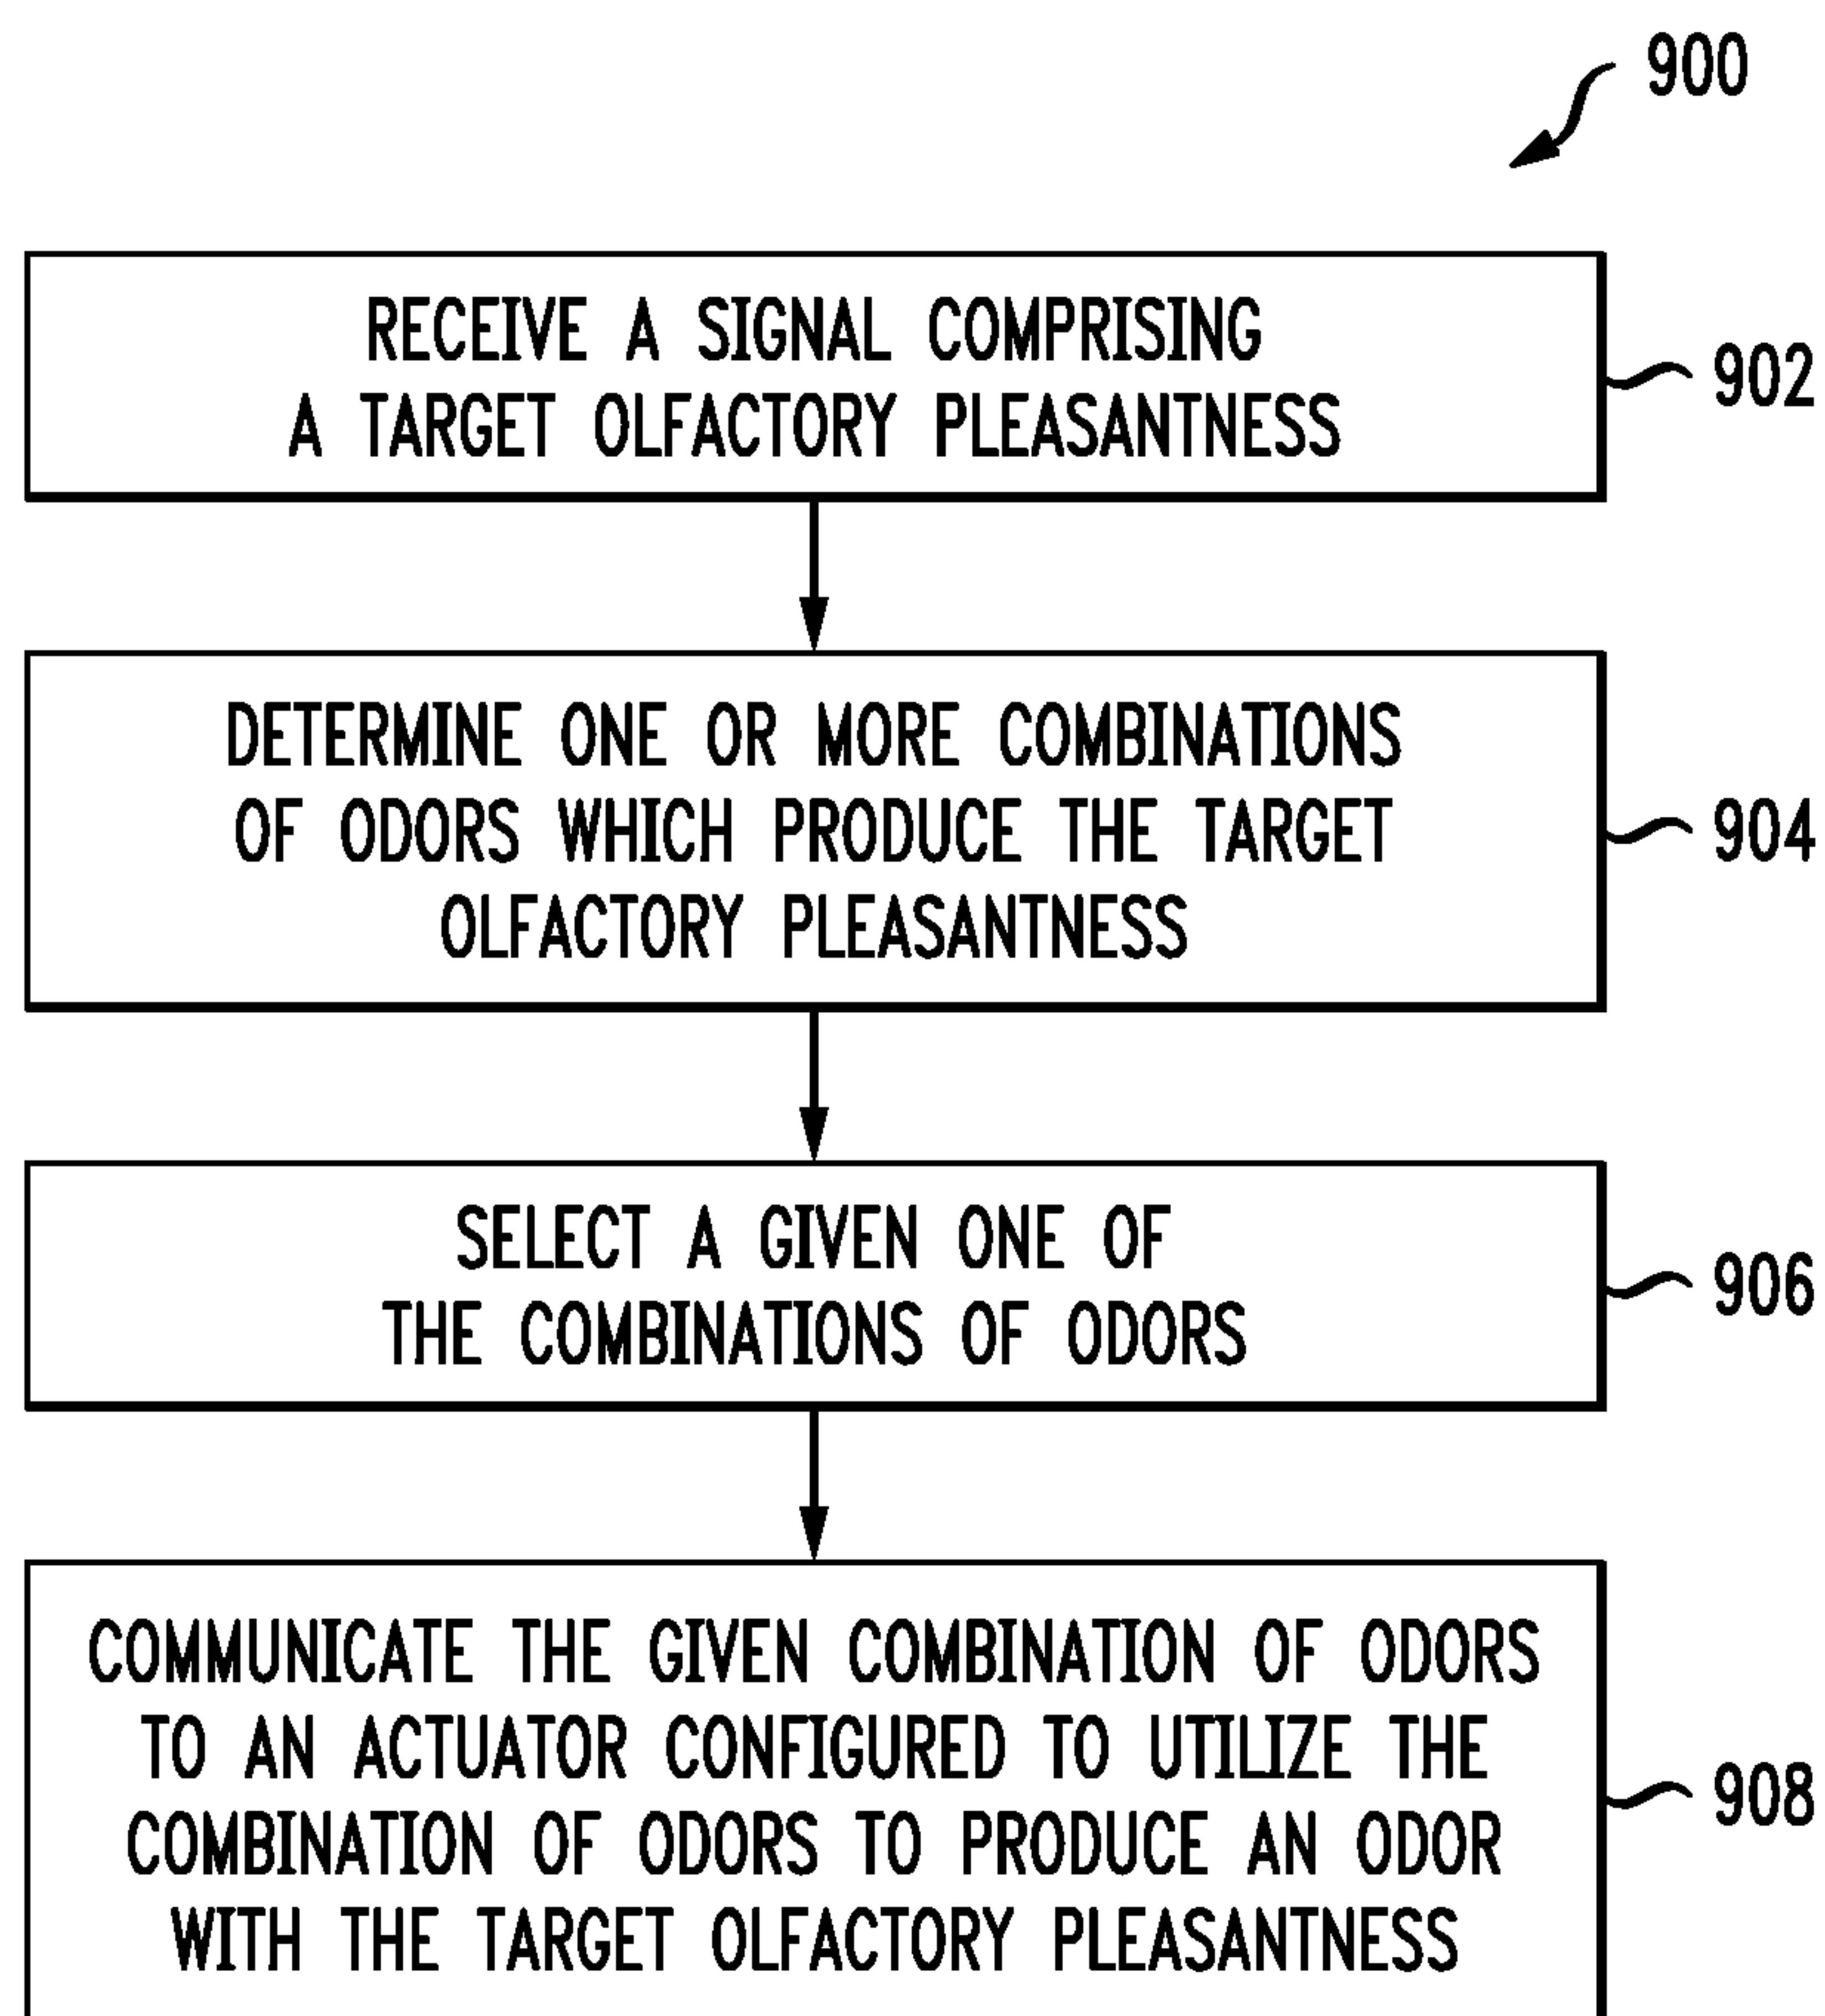 900
RECEIVE A SIGNAL COMPRISING
A TARGET OLFACTORY PLEASANTNESS
902
DETERMINE ONE OR MORE COMBINATIONS
OF ODORS WHICH PRODUCE THE TARGET
OLFACTORY PLEASANTNESS
904
SELECT A GIVEN ONE OF
THE COMBINATIONS OF ODORS
906
COMMUNICATE THE GIVEN COMBINATION OF ODORS
TO AN ACTUATOR CONFIGURED TO UTILIZE THE
COMBINATION OF ODORS TO PRODUCE AN ODOR
WITH THE TARGET OLFACTORY PLEASANTNESS
908